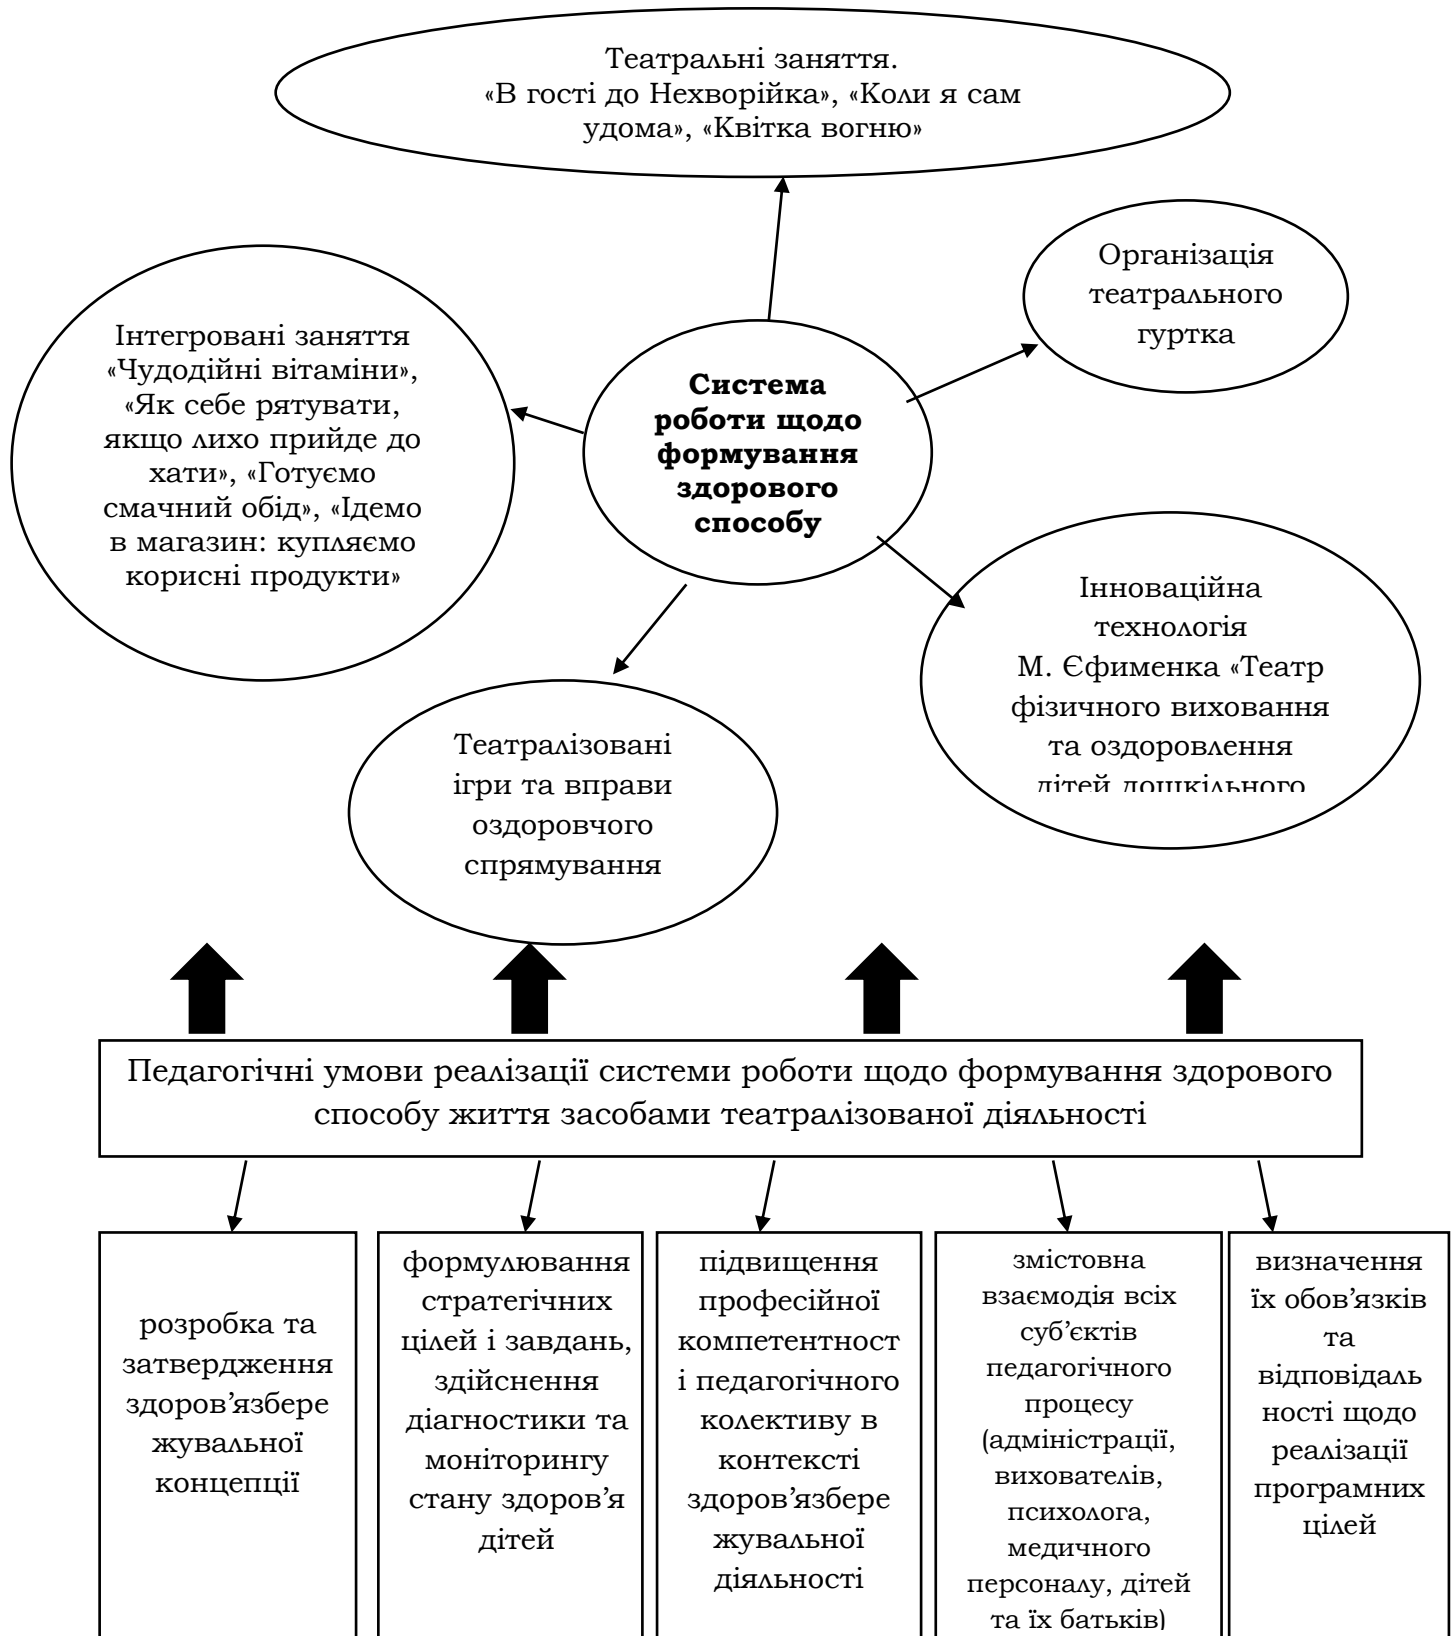 Театральні заняття.
«В гості до Нехворійка», «Коли я сам
удома», «Квітка вогню»
Організація
театрального
гуртка
Інтегровані заняття
«Чудодійні вітаміни»,
«Як себе рятувати,
якщо лихо прийде до
хати», «Готуємо
смачний обід», «Ідемо
в магазин: купляємо
корисні продукти»
Система
роботи щодо
формування
здорового
способу
Інноваційна
технологія
М. Єфименка «Театр
фізичного виховання
та оздоровлення
дітей дошкільного
Театралізовані
ігри та вправи
оздоровчого
спрямування
Педагогічні умови реалізації системи роботи щодо формування здорового
способу життя засобами театралізованої діяльності
розробка та
затвердження
здоров’язбере
жувальної
концепції
формулювання
стратегічних
цілей і завдань,
здійснення
діагностики та
моніторингу
стану здоров’я
дітей
підвищення
професійної
компетентност
і педагогічного
колективу в
контексті
здоров’язбере
жувальної
діяльності
змістовна
взаємодія всіх
суб’єктів
педагогічного
процесу
(адміністрації,
вихователів,
психолога,
медичного
персоналу, дітей
та їх батьків)
визначення
їх обов’язків
та
відповідаль
ності щодо
реалізації
програмних
цілей